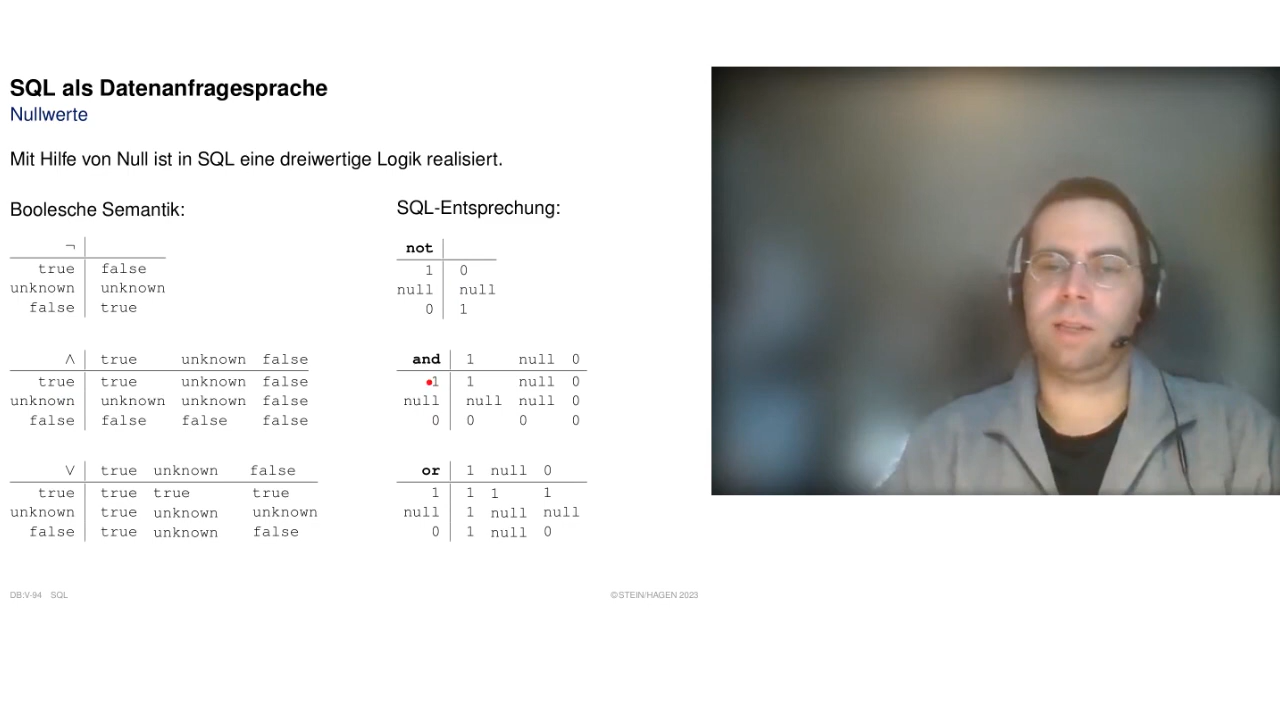 SQL als Datenanfragesprache
Nullwerte
Mit Hilfe von Null ist in SQL eine dreiwertige Logik realisiert.
Boolesche Semantik:
¬
true false
unknown unknown
false true
∧ true unknown false
true true unknown false
unknown unknown unknown false
false false false false
∨ true unknown false
true true true true
unknown true unknown unknown
false true unknown false
SQL-Entsprechung:
not
1 0
null null
0 1
and 1 null 0
1 1 null 0
null null null 0
0 0 0 0
or 1 null 0
1 1 1 1
null 1 null null
0 1 null 0
DB:V-94 SQL
©STEIN/HAGEN 2023